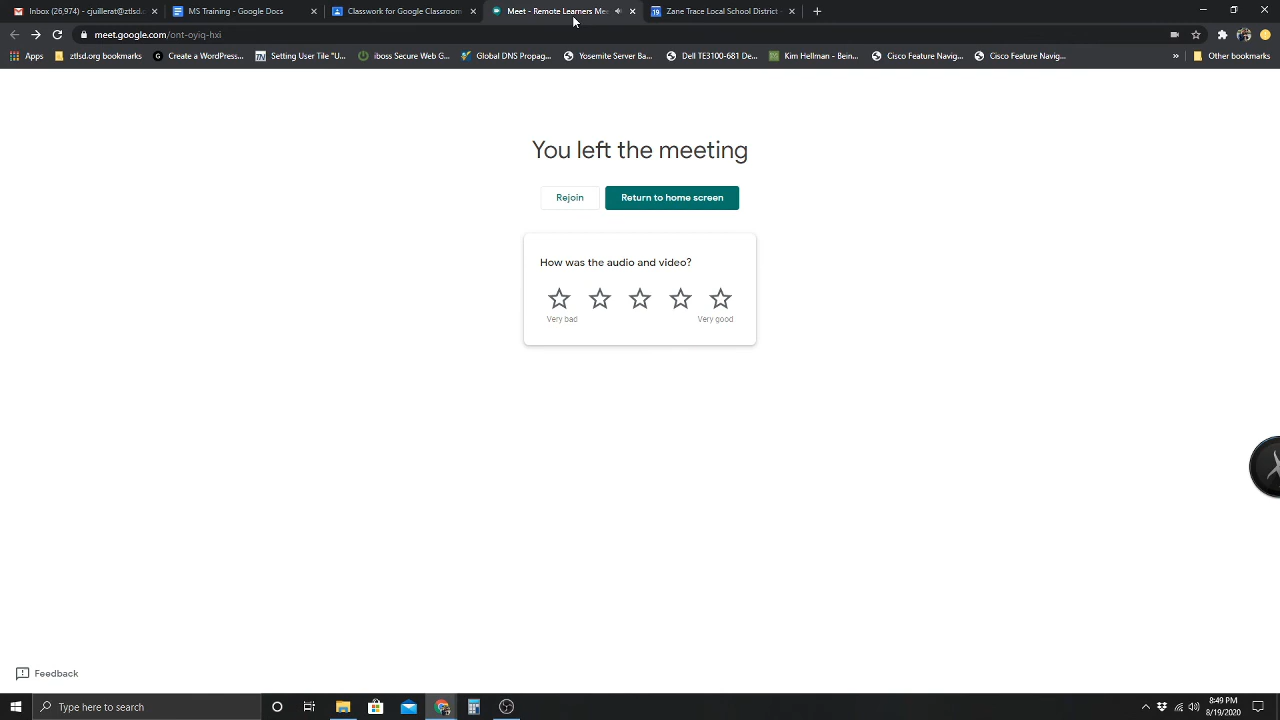 Inbox (26,974) - guillerat@ztlsd.
MS Training - Google Docs
Classwork for Google Classroom
Meet - Remote Learners Me
19 Zane Trace Local School District -
meet.google.com/ont-oyiq-hxi
Apps
ztlsd.org bookmarks
Create a WordPress...
Setting User Tile "U...
iboss Secure Web G...
Global DNS Propag...
Yosemite Server Ba...
Dell TE3100-681 De...
Kim Hellman - Bein...
Cisco Feature Navig...
Cisco Feature Navig...
»
Other bookmarks
You left the meeting
Rejoin
Return to home screen
How was the audio and video?
Very bad
Very good
Feedback
Type here to search
8:49 PM
8/19/2020